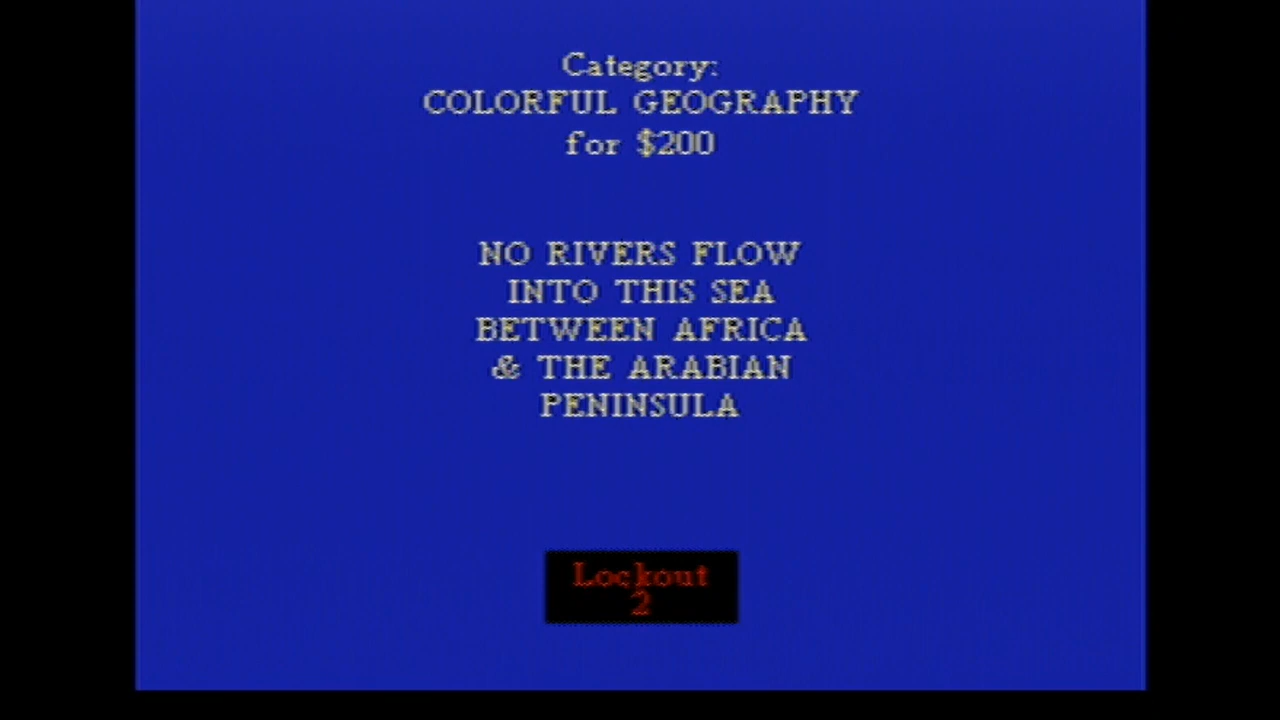 Category:
COLORFUL GEOGRAPHY
for $200
NO RIVERS FLOW
INTO THIS SEA
BETWEEN AFRICA
& THE ARABIAN
PENINSULA
Lockout
2